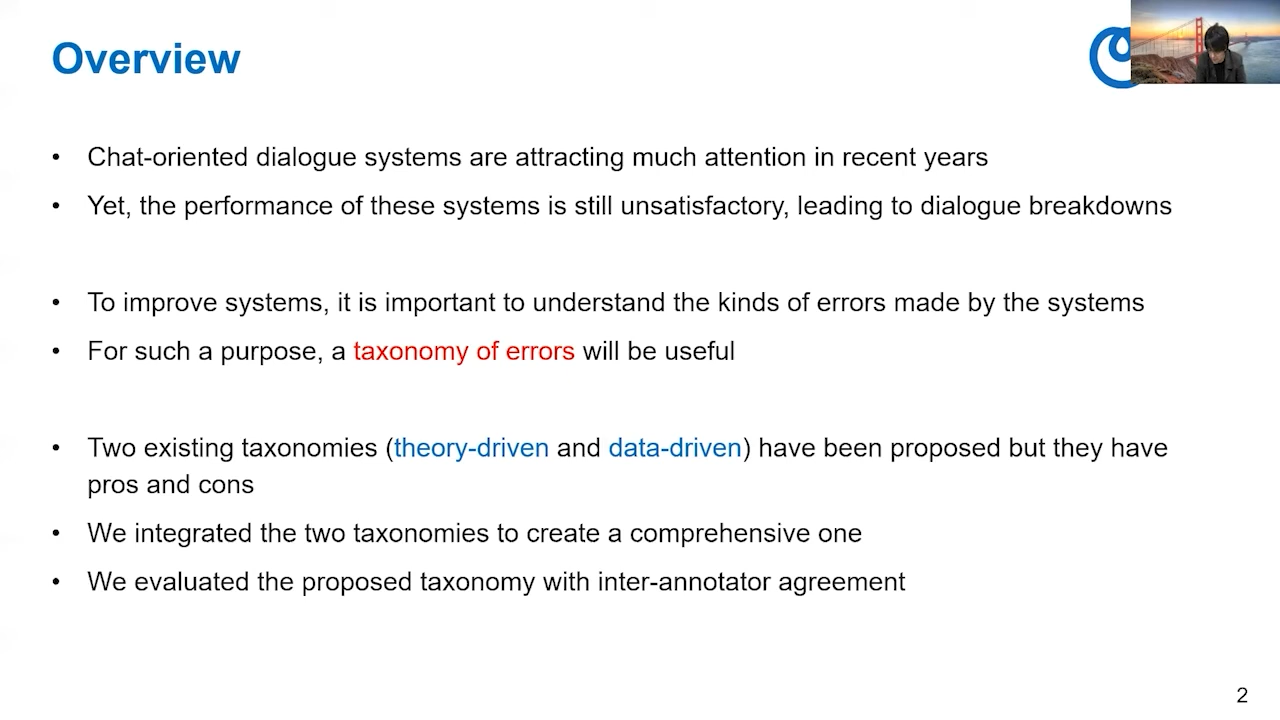 Overview
• Chat-oriented dialogue systems are attracting much attention in recent years
• Yet, the performance of these systems is still unsatisfactory, leading to dialogue breakdowns
• To improve systems, it is important to understand the kinds of errors made by the systems
• For such a purpose, a taxonomy of errors will be useful
• Two existing taxonomies (theory-driven and data-driven) have been proposed but they have
pros and cons
• We integrated the two taxonomies to create a comprehensive one
• We evaluated the proposed taxonomy with inter-annotator agreement
2